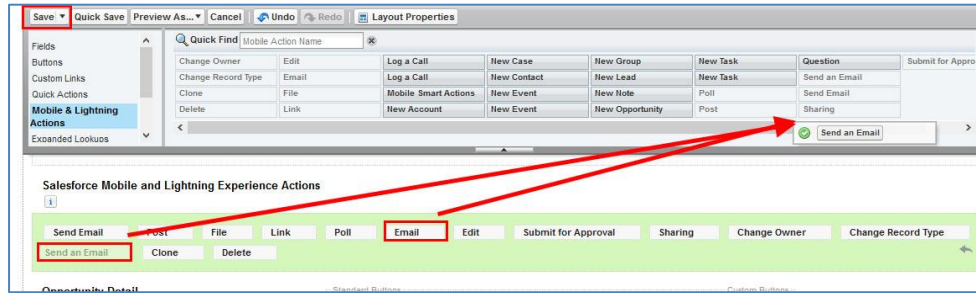 Save Quick Save Preview As... Cancel Undo Redo Layout Properties
Fields
Buttons
Custom Links
Quick Actions
Mobile & Lightning
Actions
Expanded Lookups
Quick Find Mobile Action Name
Change Owner Edit Log a Call New Case New Group New Task Question Submit for Appro
Change Record Type Email Log a Call New Contact New Lead New Task Send an Email
Clone File Mobile Smart Actions New Event New Note Poll Send Email
Delete Link New Account New Event New Opportunity Post Sharing
Send an Email
Salesforce Mobile and Lightning Experience Actions
i
Send Email Post File Link Poll Email Edit Submit for Approval Sharing Change Owner Change Record Type
Send an Email Clone Delete
Opportunity Detail Standard Buttons Custom Buttons